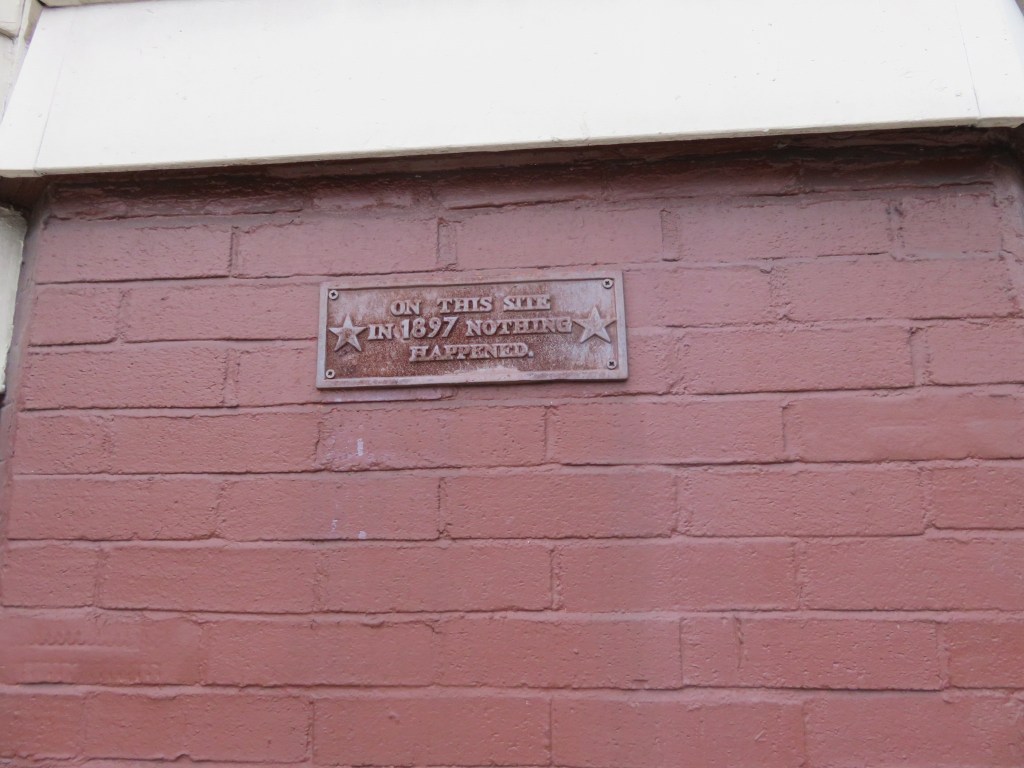 ON THIS SITE
IN 1897 NOTHING
HAPPENED.